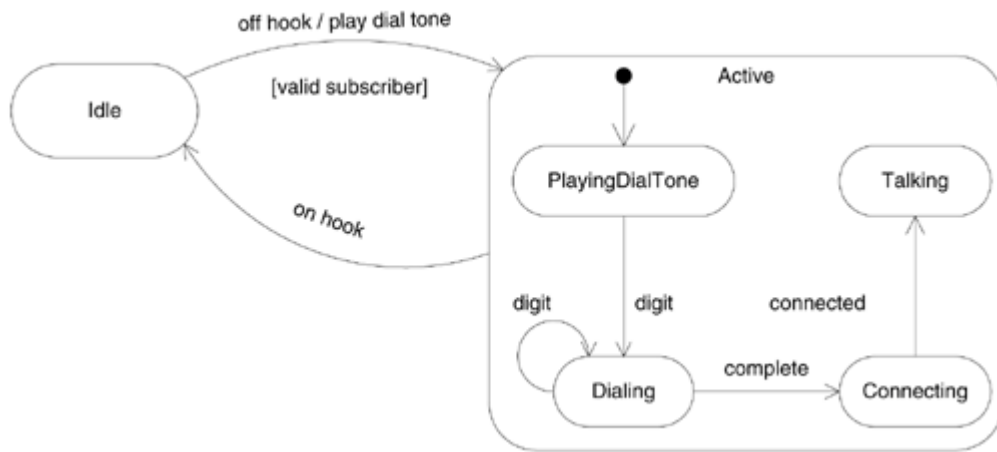 off hook / play dial tone
[valid subscriber]
Idle
Active
PlayingDialTone
Talking
on hook
digit
digit
connected
Dialing
complete
Connecting